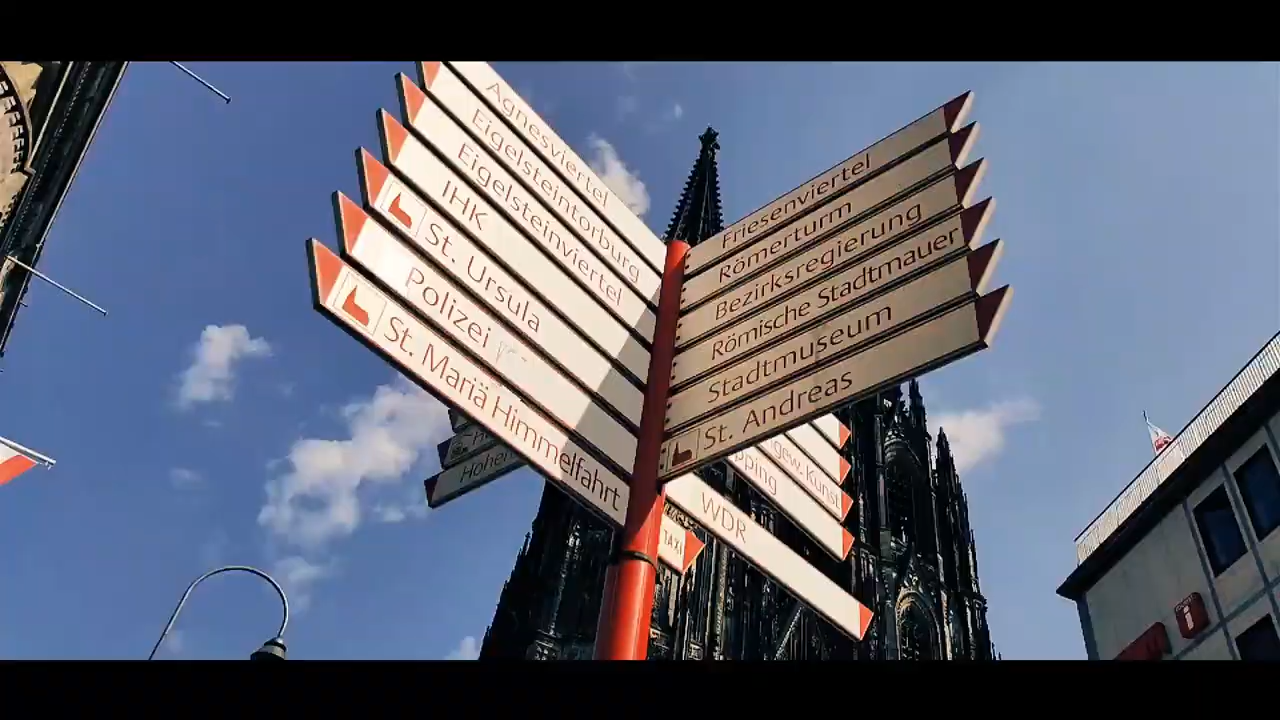 Agnesviertel
Eigelsteintorburg
Eigelsteinviertel
IHK
St. Ursula
Polizei
St. Mariä Himmelfahrt
Friesenviertel
Römerturm
Bezirksregierung
Römische Stadtmauer
Stadtmuseum
St. Andreas
Kunst
WDR
TAXI
i